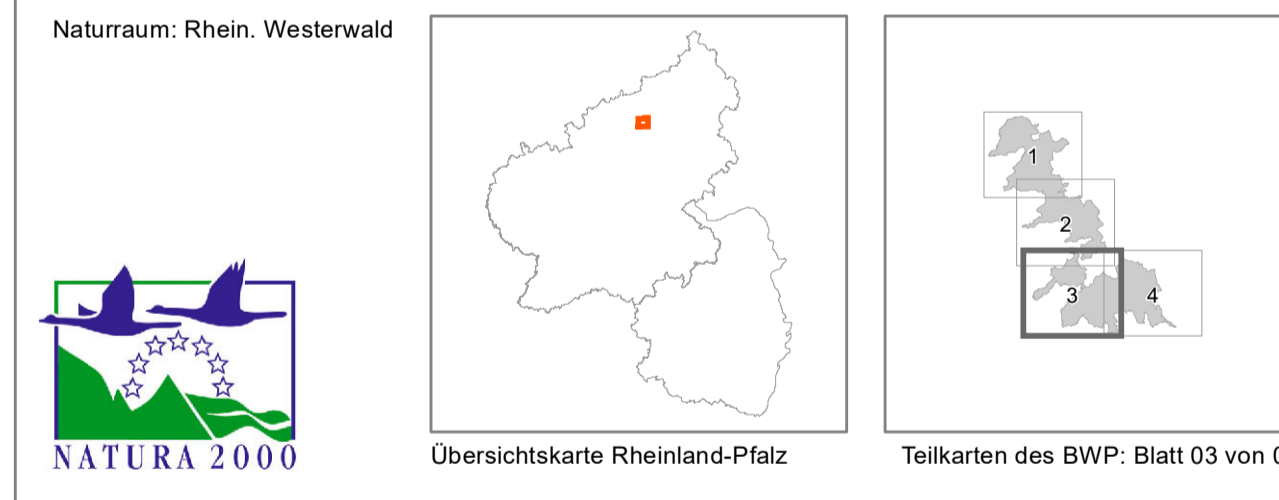 Naturraum: Rhein. Westerwald
1
2
3
4
NATURA 2000
Übersichtskarte Rheinland-Pfalz
Teilkarten des BWP: Blatt 03 von